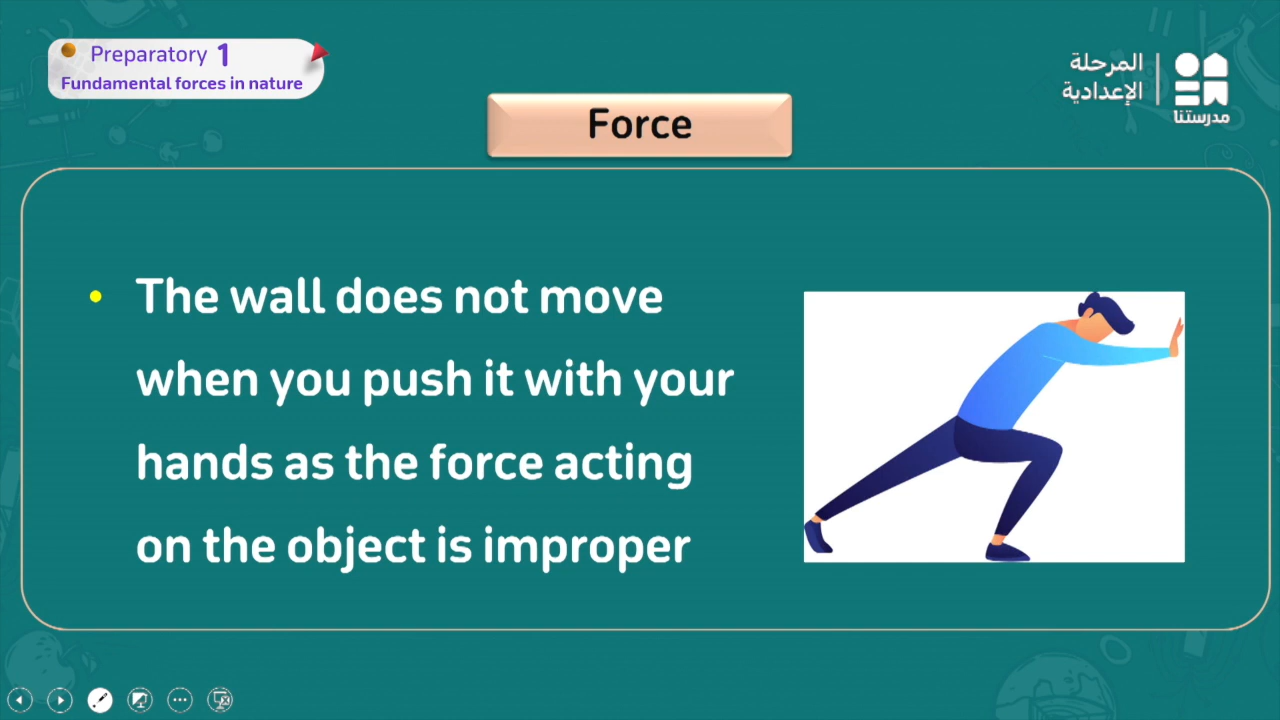 Preparatory 1
Fundamental forces in nature
المرحلة
الإعدادية
مدرستنا
Force
• The wall does not move
when you push it with your
hands as the force acting
on the object is improper